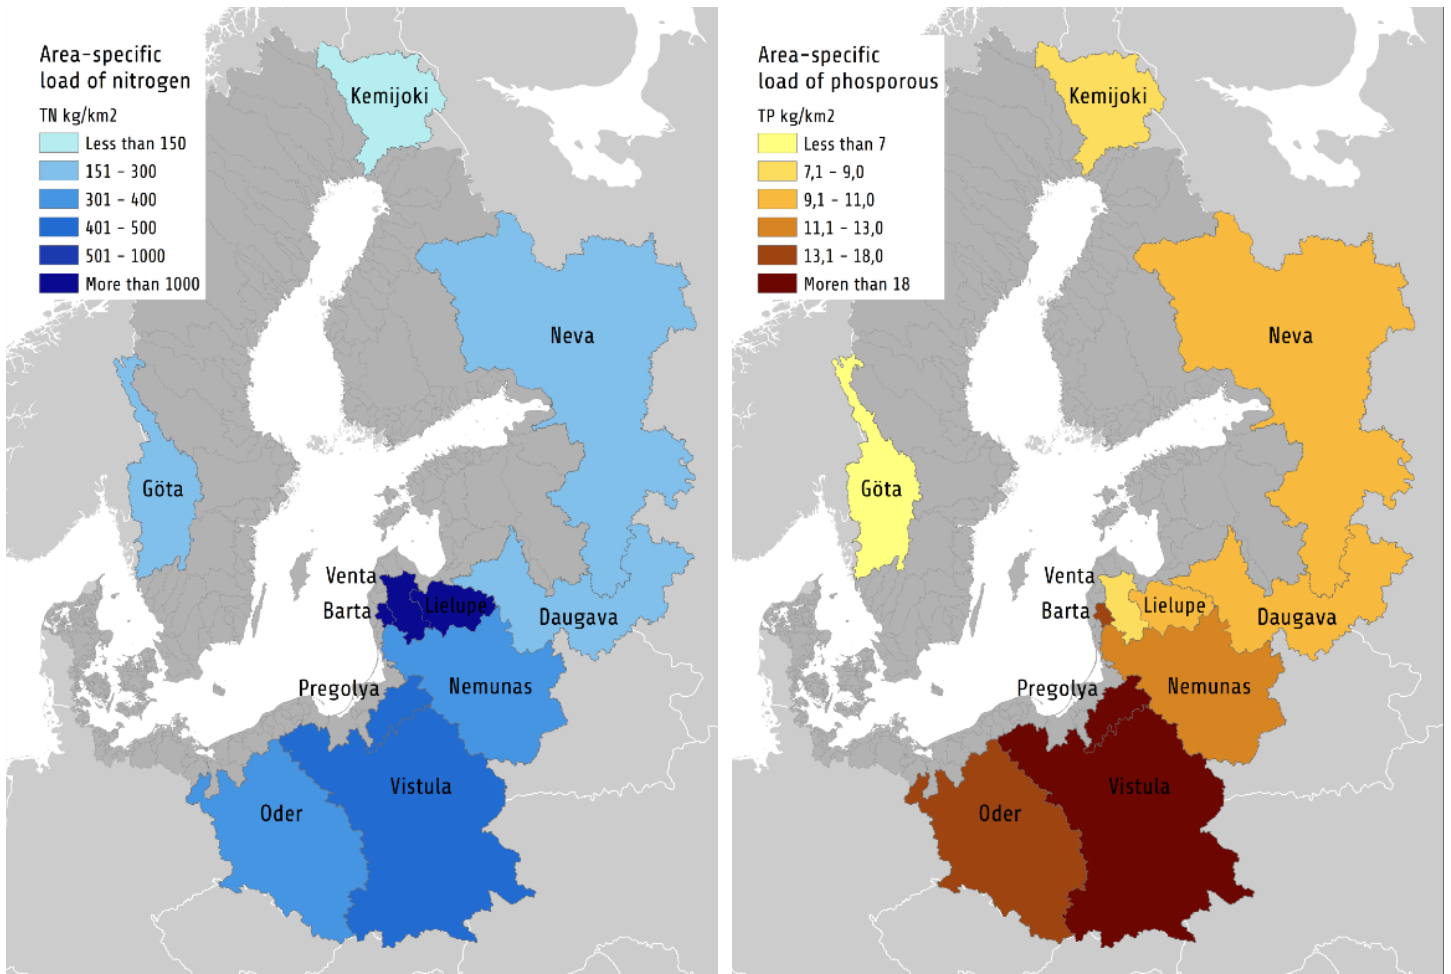 Area-specific
load of nitrogen
TN kg/km2
Less than 150
151 - 300
301 - 400
401 - 500
501 - 1000
More than 1000
Kemijoki
Neva
Göta
Venta
Barta
Lielupe
Daugava
Pregolya
Nemunas
Vistula
Oder
Area-specific
load of phosporous
TP kg/km2
Less than 7
7,1 - 9,0
9,1 - 11,0
11,1 - 13,0
13,1 - 18,0
Moren than 18
Kemijoki
Neva
Göta
Venta
Barta
Lielupe
Daugava
Pregolya
Nemunas
Vistula
Oder